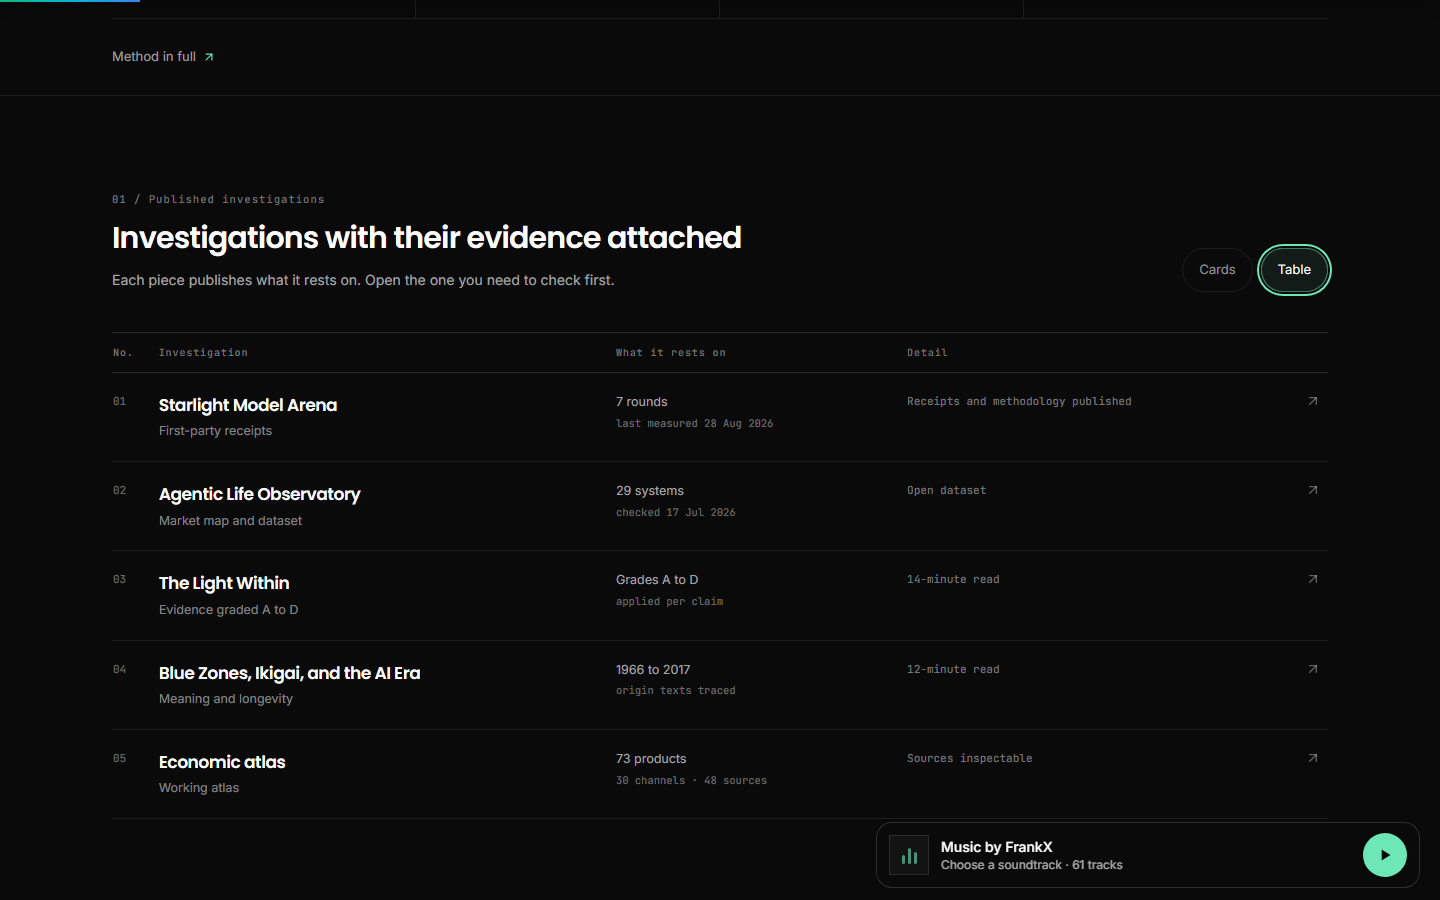 Method in full
01 / Published investigations
Investigations with their evidence attached
Each piece publishes what it rests on. Open the one you need to check first.
Cards Table
No. Investigation What it rests on Detail
01 Starlight Model Arena 7 rounds Receipts and methodology published
First-party receipts last measured 28 Aug 2026
02 Agentic Life Observatory 29 systems Open dataset
Market map and dataset checked 17 Jul 2026
03 The Light Within Grades A to D 14-minute read
Evidence graded A to D applied per claim
04 Blue Zones, Ikigai, and the AI Era 1966 to 2017 12-minute read
Meaning and longevity origin texts traced
05 Economic atlas 73 products Sources inspectable
Working atlas 30 channels · 48 sources
Music by FrankX
Choose a soundtrack · 61 tracks